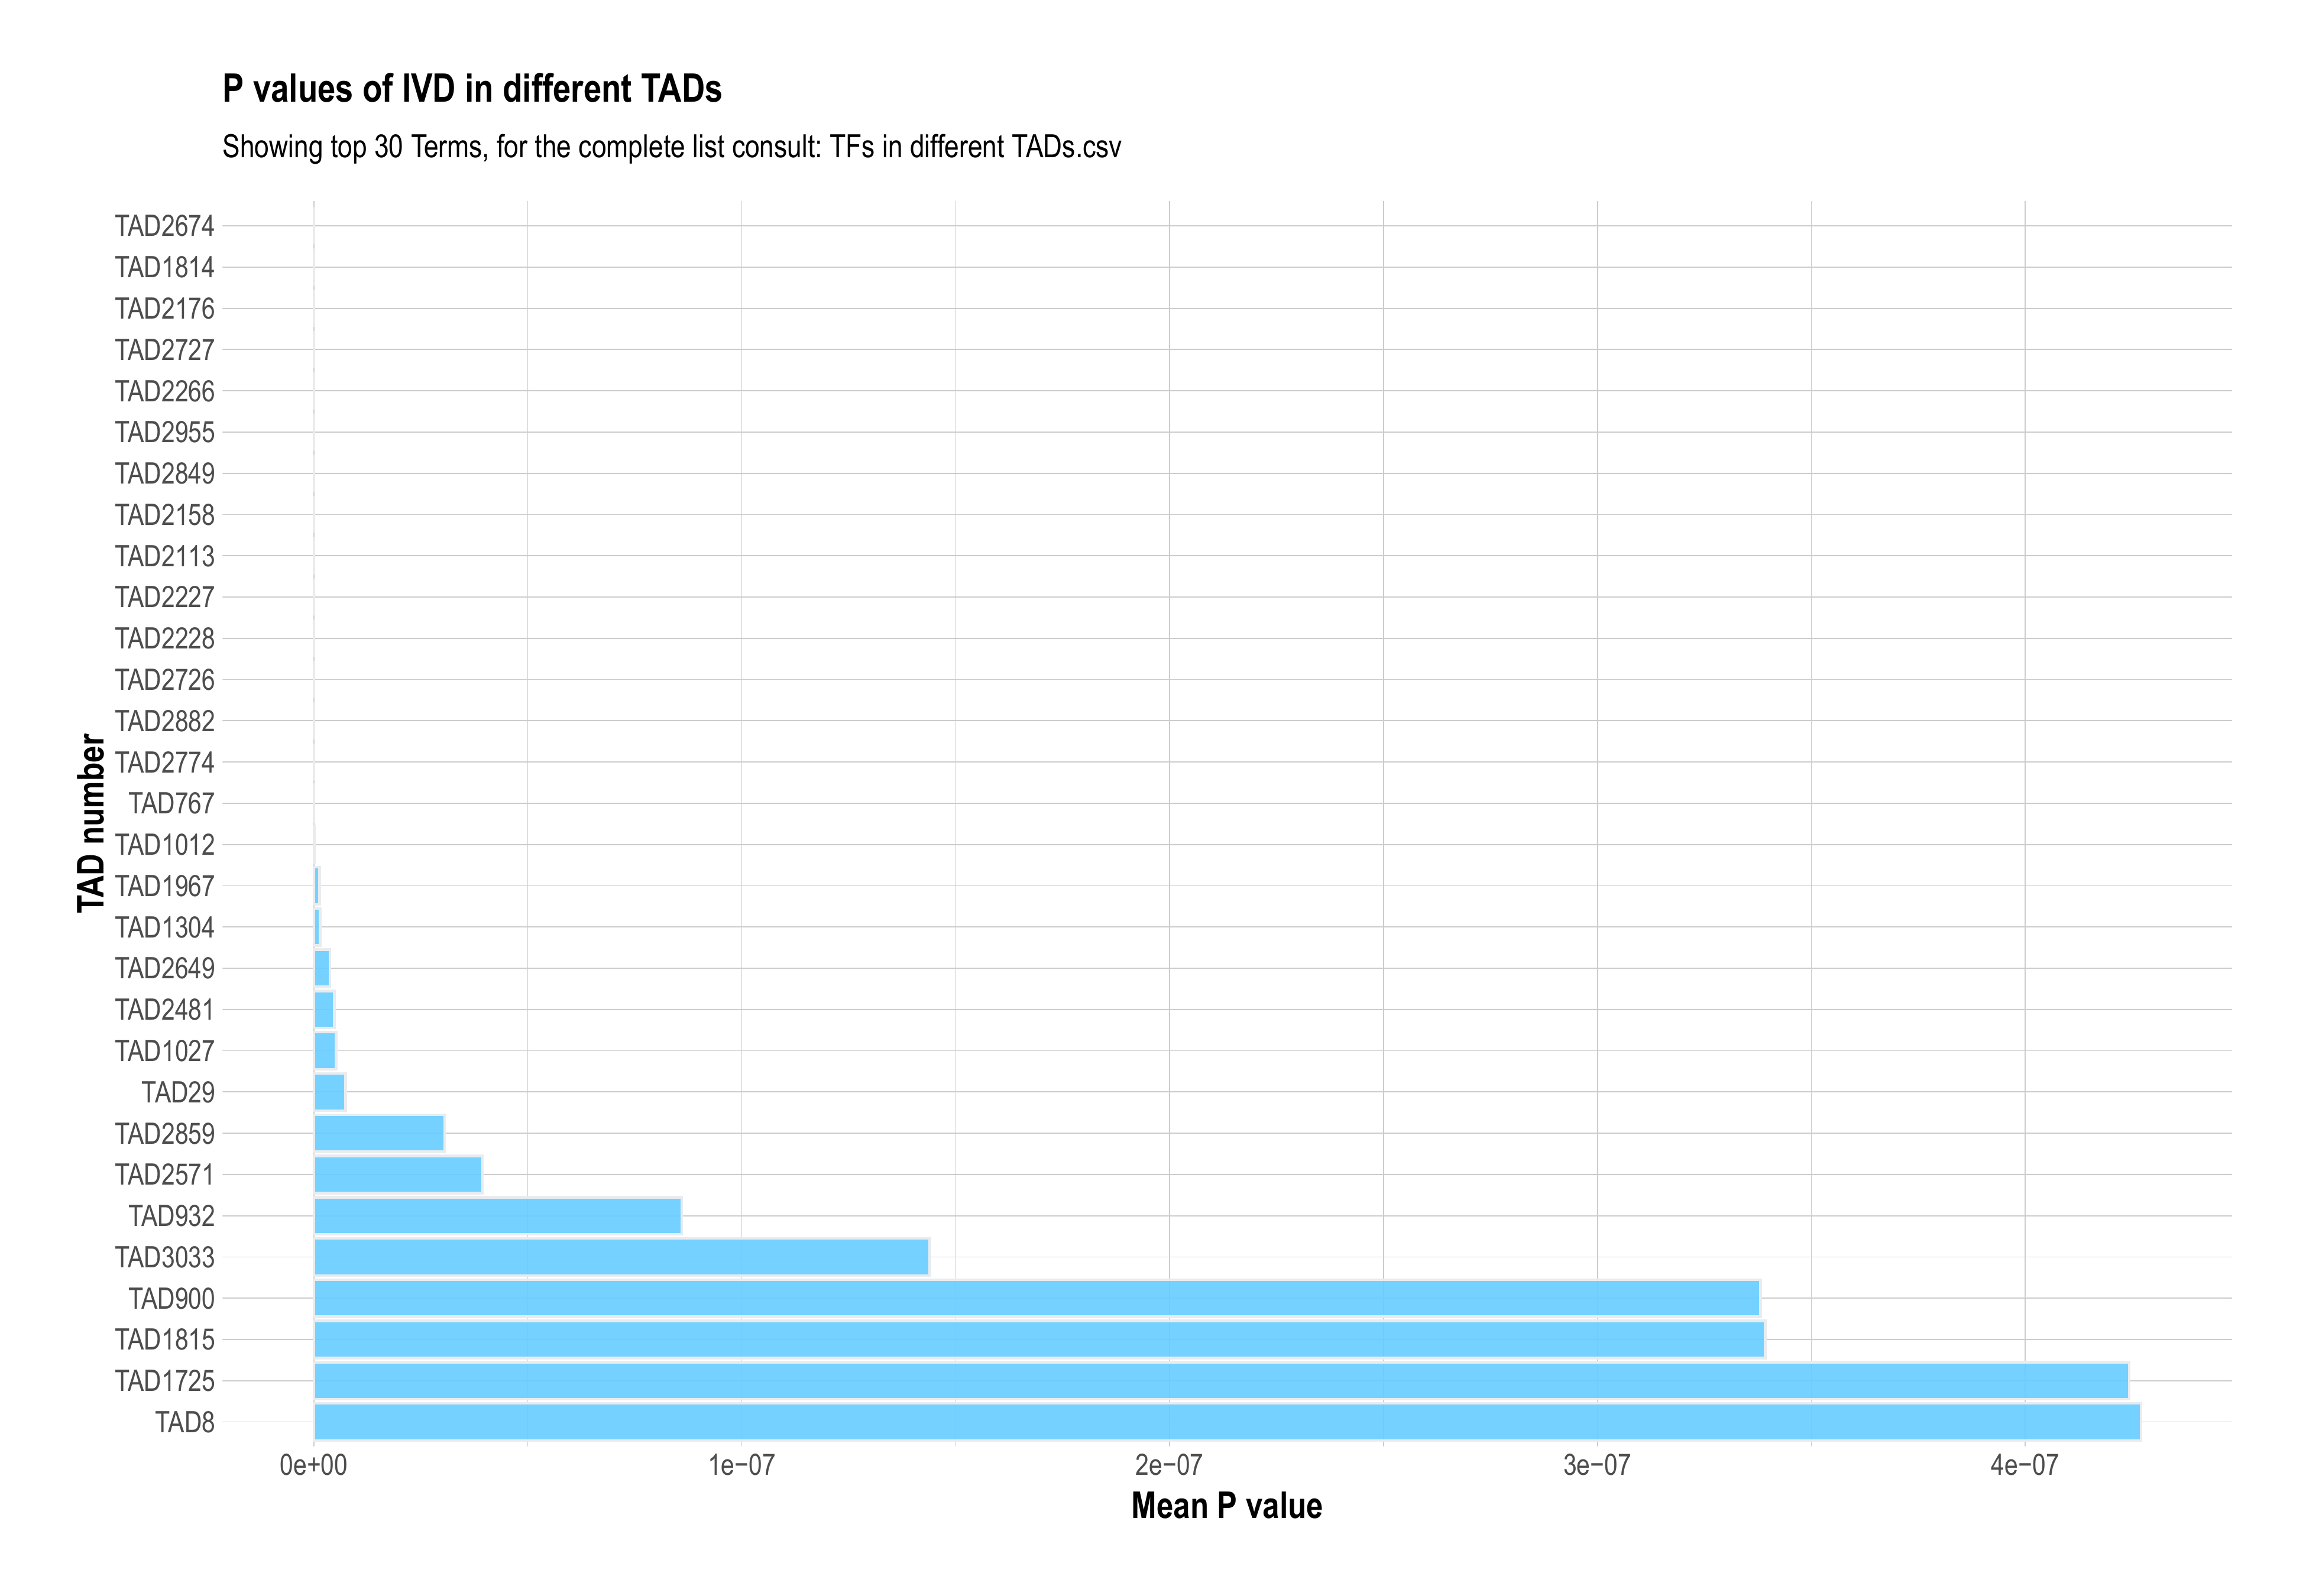 P values of IVD in different TADs
Showing top 30 Terms, for the complete list consult: TFs in different TADs.csv
TAD number
TAD2674
TAD1814
TAD2176
TAD2727
TAD2266
TAD2955
TAD2849
TAD2158
TAD2113
TAD2227
TAD2228
TAD2726
TAD2882
TAD2774
TAD767
TAD1012
TAD1967
TAD1304
TAD2649
TAD2481
TAD1027
TAD29
TAD2859
TAD2571
TAD932
TAD3033
TAD900
TAD1815
TAD1725
TAD8
0e+00 1e−07 2e−07 3e−07 4e−07
Mean P value